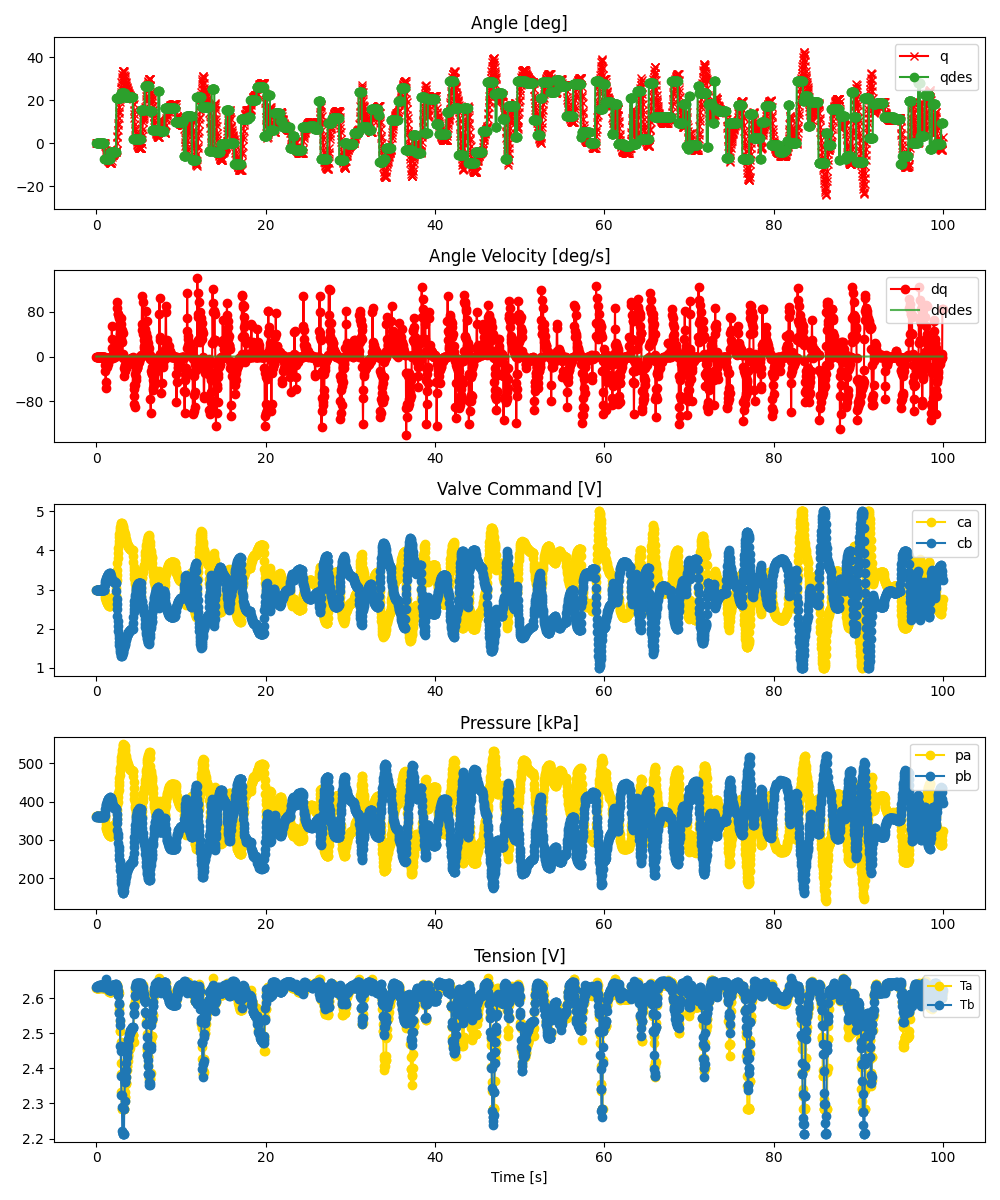 Angle [deg]
40
20
0
−20
q
qdes
0 20 40 60 80 100
Angle Velocity [deg/s]
80
0
−80
dq
dqdes
0 20 40 60 80 100
Valve Command [V]
5
4
3
2
1
ca
cb
0 20 40 60 80 100
Pressure [kPa]
500
400
300
200
pa
pb
0 20 40 60 80 100
Tension [V]
2.6
2.5
2.4
2.3
2.2
Ta
Tb
0 20 40 60 80 100
Time [s]